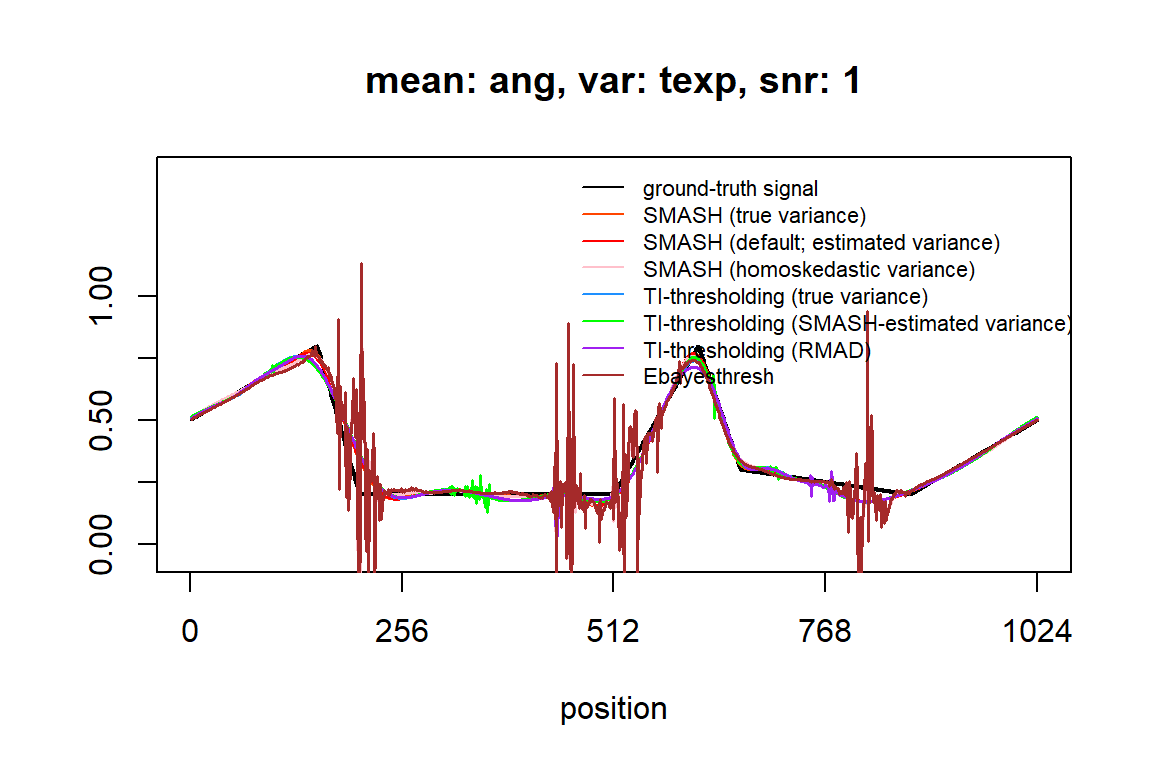 mean: ang, var: texp, snr: 1
ground-truth signal
SMASH (true variance)
SMASH (default; estimated variance)
SMASH (homoskedastic variance)
TI-thresholding (true variance)
TI-thresholding (SMASH-estimated variance)
TI-thresholding (RMAD)
Ebayesthresh
1.00
0.50
0.00
0 256 512 768 1024
position